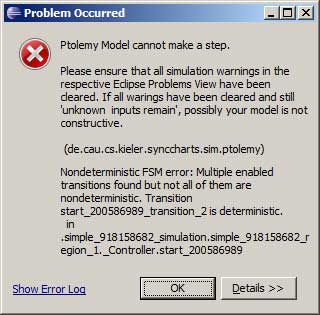 Problem Occurred
Ptolemy Model cannot make a step.
Please ensure that all simulation warnings in the
respective Eclipse Problems View have been
cleared. If all warings have been cleared and still
'unknown  inputs remain', possibly your model is not
constructive.
(de.cau.cs.kieler.synccharts.sim.ptolemy)
Nondeterministic FSM error: Multiple enabled
transitions found but not all of them are
nondeterministic. Transition
start_200586989_transition_2 is deterministic.
in
.simple_918158682_simulation.simple_918158682_r
egion_1._Controller.start_200586989
Show Error Log
OK
Details >>